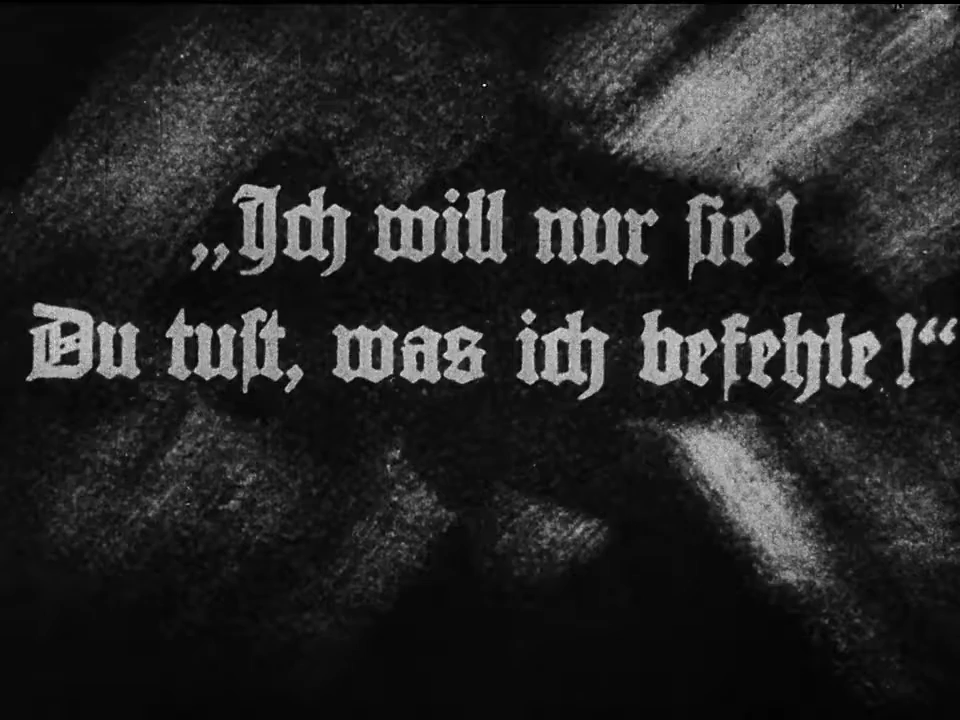 „Ich will nur sie!
Du tust, was ich befehle!“